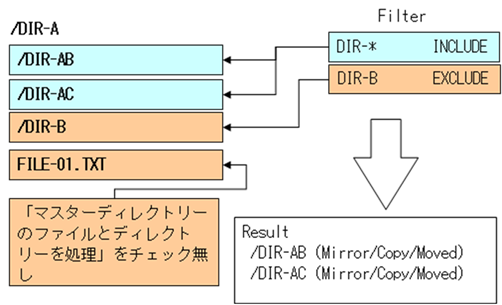 /DIR-A
/DIR-AB
/DIR-AC
/DIR-B
FILE-01.TXT
「マスターディレクトリー
のファイルとディレクト
リーを処理」をチェック無
し
Filter
DIR-* INCLUDE
DIR-B EXCLUDE
Result
/DIR-AB (Mirror/Copy/Moved)
/DIR-AC (Mirror/Copy/Moved)